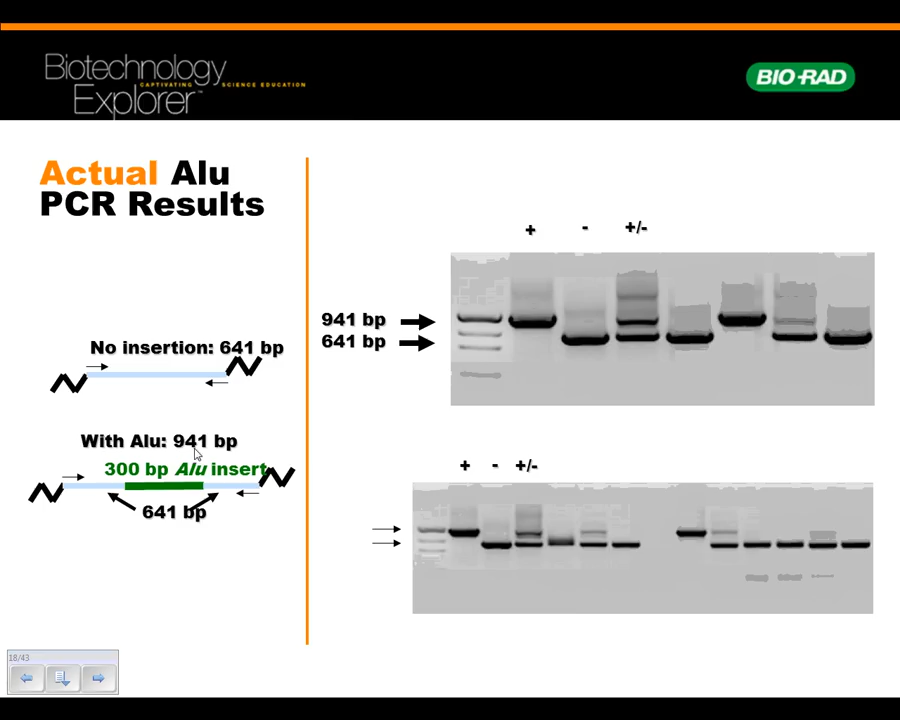 Biotechnology
CAPTIVATING SCIENCE EDUCATION
Explorer™
BIO-RAD
Actual Alu
PCR Results
No insertion: 641 bp
With Alu: 941 bp
300 bp Alu insert
641 bp
+ - +/-
941 bp
641 bp
+ - +/-
18/43